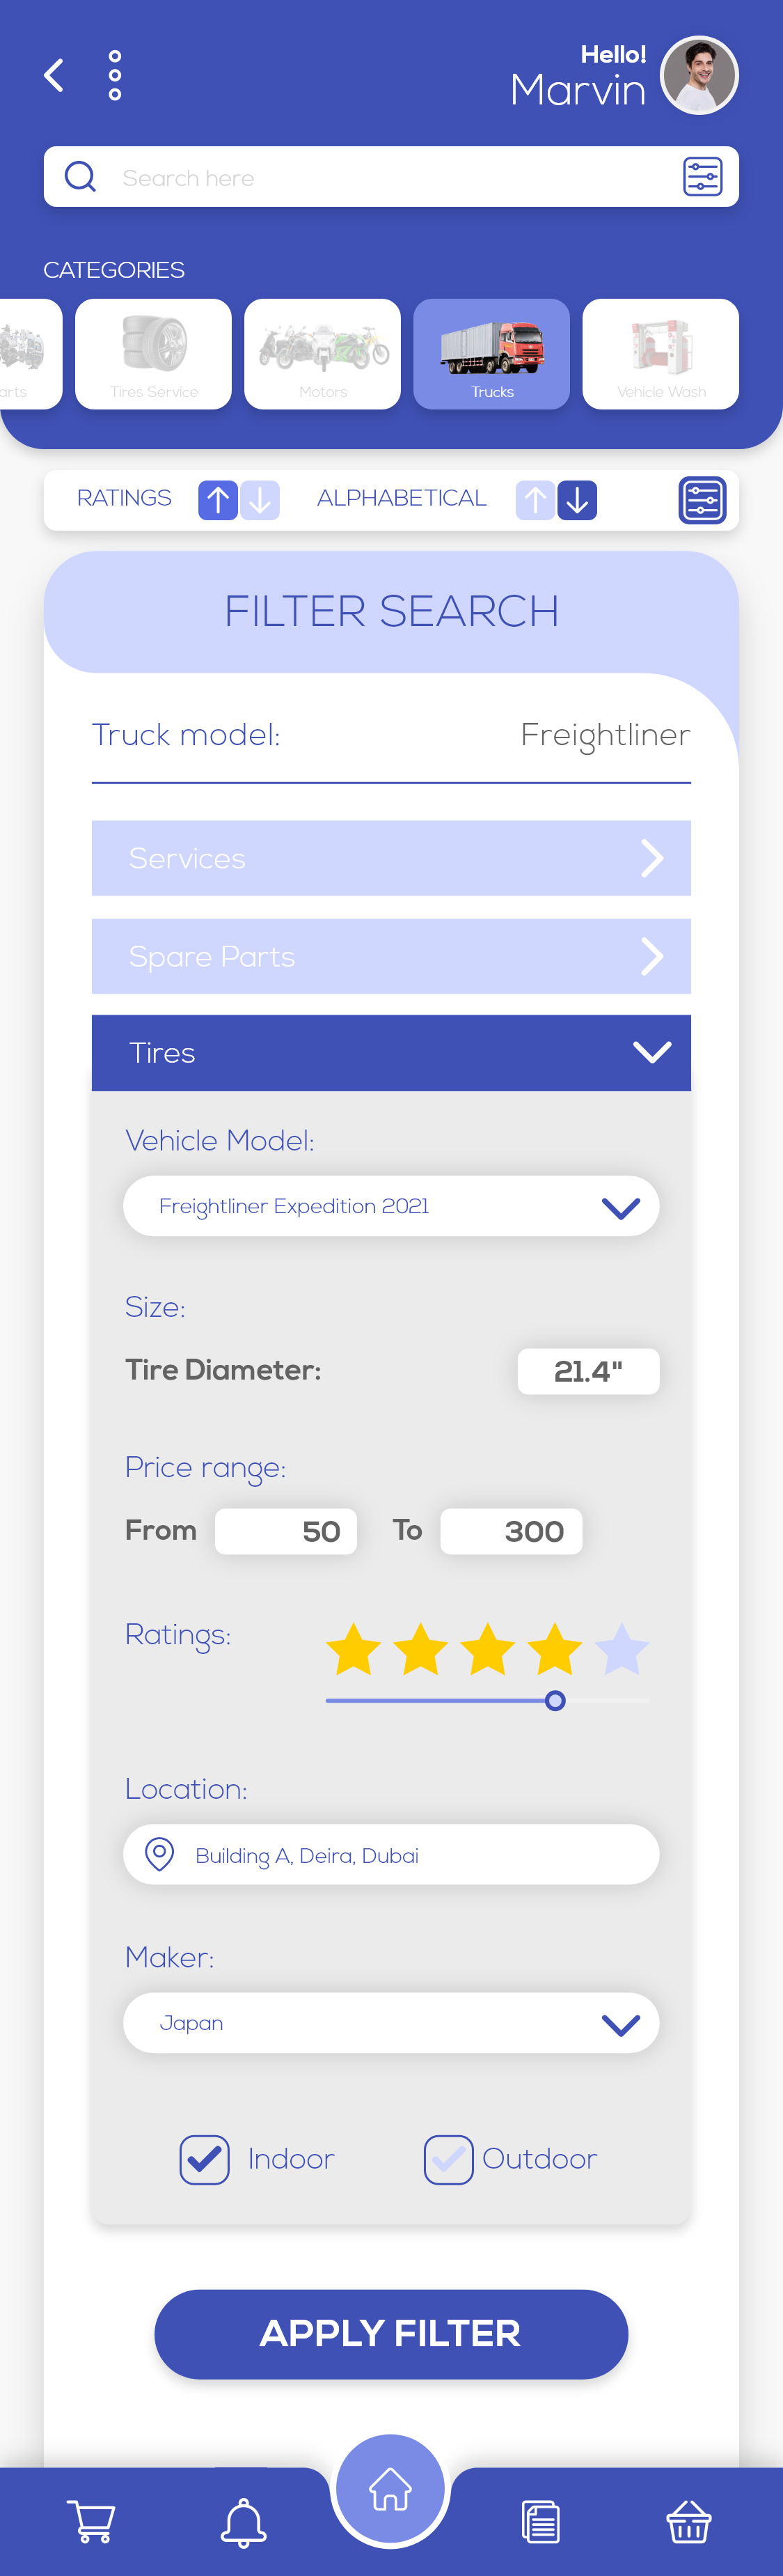 Hello!
Marvin
Search here
CATEGORIES
arts
Tires Service
Motors
Trucks
Vehicle Wash
RATINGS
ALPHABETICAL
FILTER SEARCH
Truck model: Freightliner
Services
Spare Parts
Tires
Vehicle Model:
Freightliner Expedition 2021
Size:
Tire Diameter: 21.4"
Price range:
From 50 To 300
Ratings:
Location:
Building A, Deira, Dubai
Maker:
Japan
Indoor Outdoor
APPLY FILTER